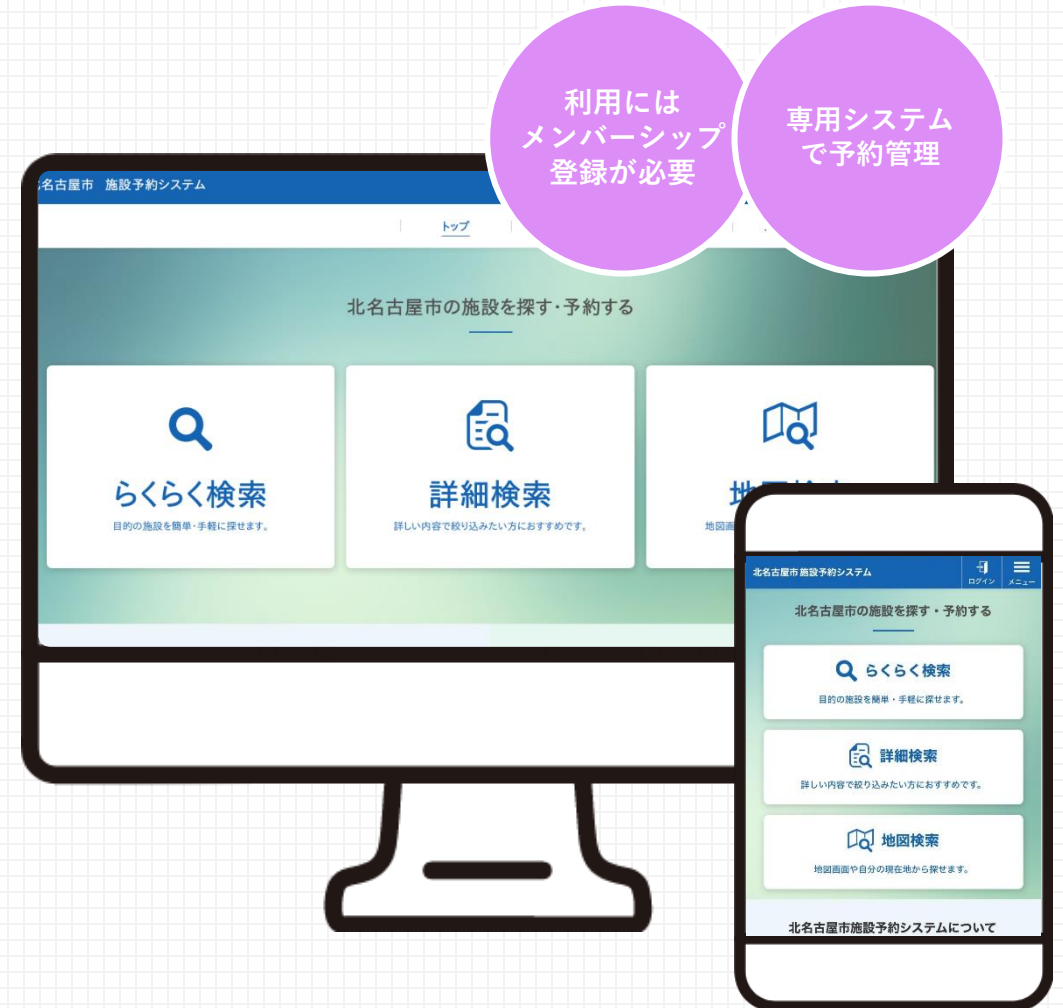 利用には
メンバーシップ
登録が必要
専用システム
で予約管理
名古屋市 施設予約システム
トップ
北名古屋市の施設を探す・予約する
らくらく検索
目的の施設を簡単・手軽に探せます。
詳細検索
詳しい内容で絞り込みたい方におすすめです。
地
地図画
北名古屋市施設予約システム
ログイン
メニュー
北名古屋市の施設を探す・予約する
らくらく検索
目的の施設を簡単・手軽に探せます。
詳細検索
詳しい内容で絞り込みたい方におすすめです。
地図検索
地図画面や自分の現在地から探せます。
北名古屋市施設予約システムについて